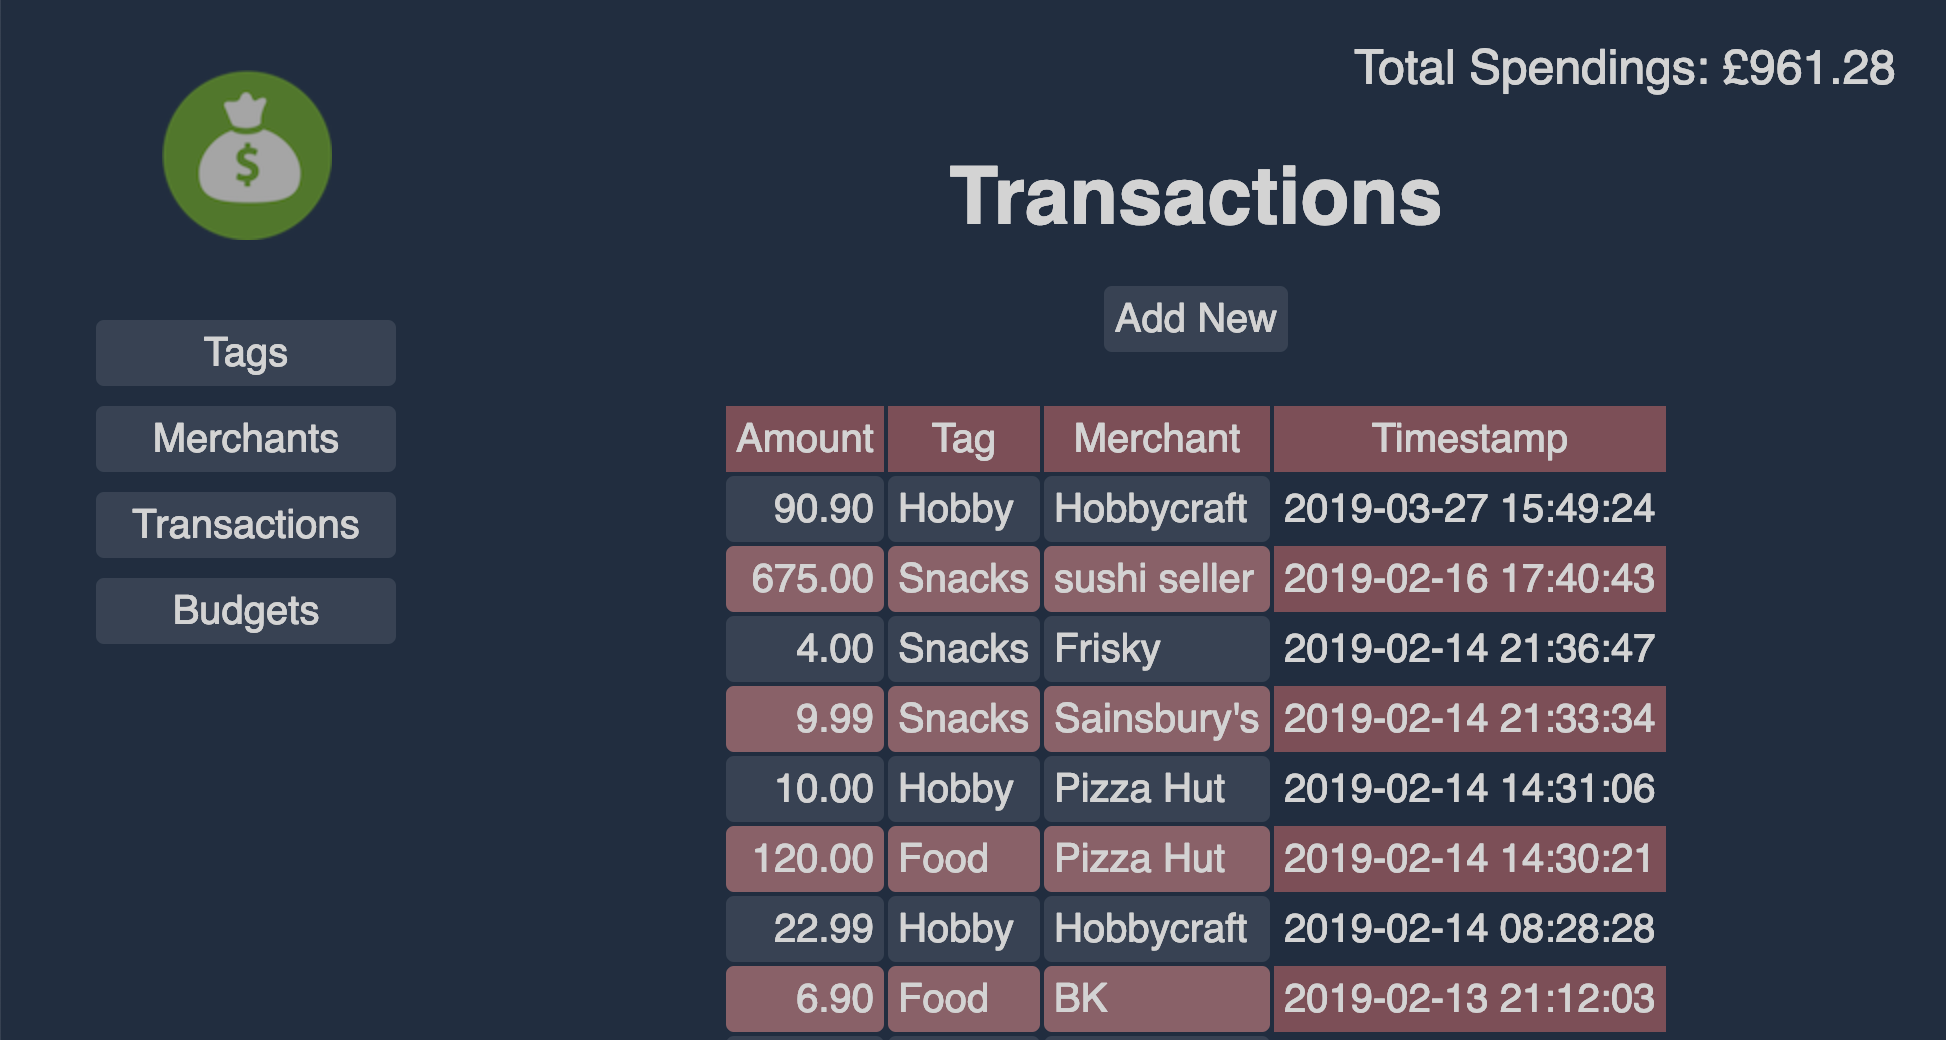 Total Spendings: £961.28
$
Transactions
Add New
Tags
Merchants
Transactions
Budgets
Amount Tag Merchant Timestamp
90.90 Hobby Hobbycraft 2019-03-27 15:49:24
675.00 Snacks sushi seller 2019-02-16 17:40:43
4.00 Snacks Frisky 2019-02-14 21:36:47
9.99 Snacks Sainsbury's 2019-02-14 21:33:34
10.00 Hobby Pizza Hut 2019-02-14 14:31:06
120.00 Food Pizza Hut 2019-02-14 14:30:21
22.99 Hobby Hobbycraft 2019-02-14 08:28:28
6.90 Food BK 2019-02-13 21:12:03